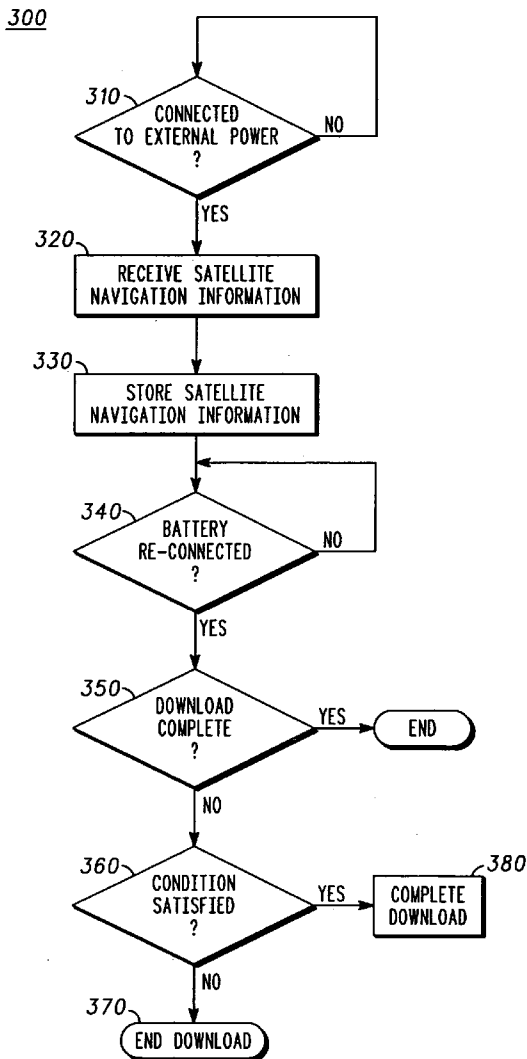 300
310
CONNECTED
TO EXTERNAL POWER
?
NO
YES
320
RECEIVE SATELLITE
NAVIGATION INFORMATION
330
STORE SATELLITE
NAVIGATION INFORMATION
340
BATTERY
RE-CONNECTED
?
NO
YES
350
DOWNLOAD
COMPLETE
?
YES
END
NO
360
CONDITION
SATISFIED
?
YES
380
COMPLETE
DOWNLOAD
NO
370
END DOWNLOAD